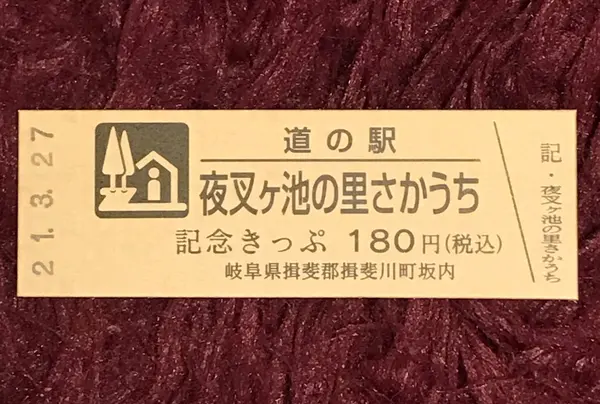 21.3.27
道の駅
夜叉ヶ池の里さかうち
記念きっぷ 180円(税込)
岐阜県揖斐郡揖斐川町坂内
記・夜叉ケ池の里さかうち